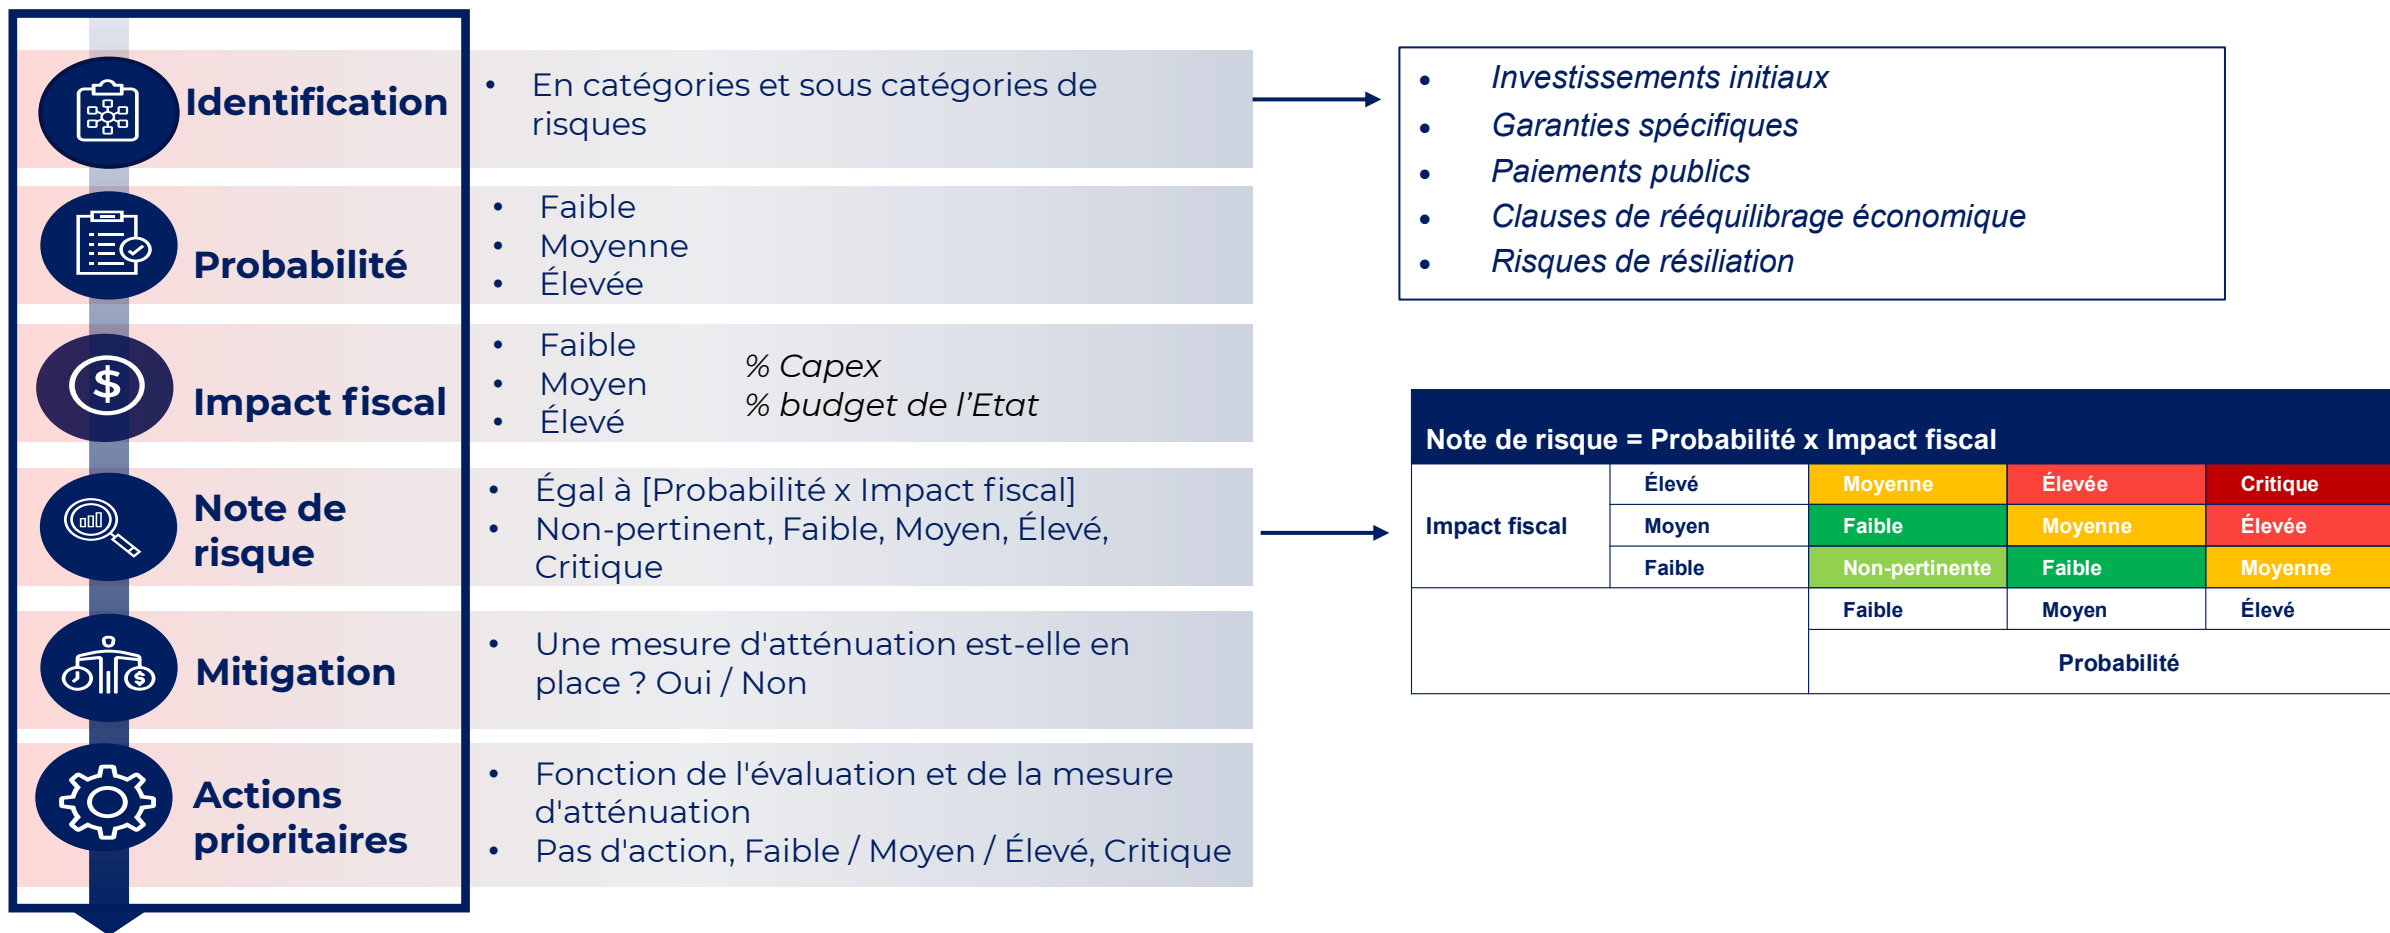 Identification
• En catégories et sous catégories de
risques
• Investissements initiaux
• Garanties spécifiques
• Paiements publics
• Clauses de rééquilibrage économique
• Risques de résiliation
Probabilité
• Faible
• Moyenne
• Élevée
Impact fiscal
• Faible
• Moyen
• Élevé
% Capex
% budget de l’Etat
Note de
risque
• Égal à [Probabilité x Impact fiscal]
• Non-pertinent, Faible, Moyen, Élevé,
Critique
Note de risque = Probabilité x Impact fiscal
Impact fiscal
Élevé Moyenne Élevée Critique
Moyen Faible Moyenne Élevée
Faible Non-pertinente Faible Moyenne
Faible Moyen Élevé
Probabilité
Mitigation
• Une mesure d'atténuation est-elle en
place ? Oui / Non
Actions
prioritaires
• Fonction de l'évaluation et de la mesure
d'atténuation
• Pas d'action, Faible / Moyen / Élevé, Critique